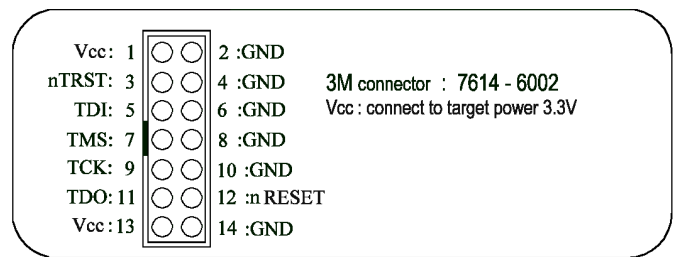 Vcc: 1 2 :GND
nTRST: 3 4 :GND 3M connector : 7614 - 6002
TDI: 5 6 :GND Vcc : connect to target power 3.3V
TMS: 7 8 :GND
TCK: 9 10 :GND
TDO: 11 12 :nRESET
Vcc :13 14 :GND